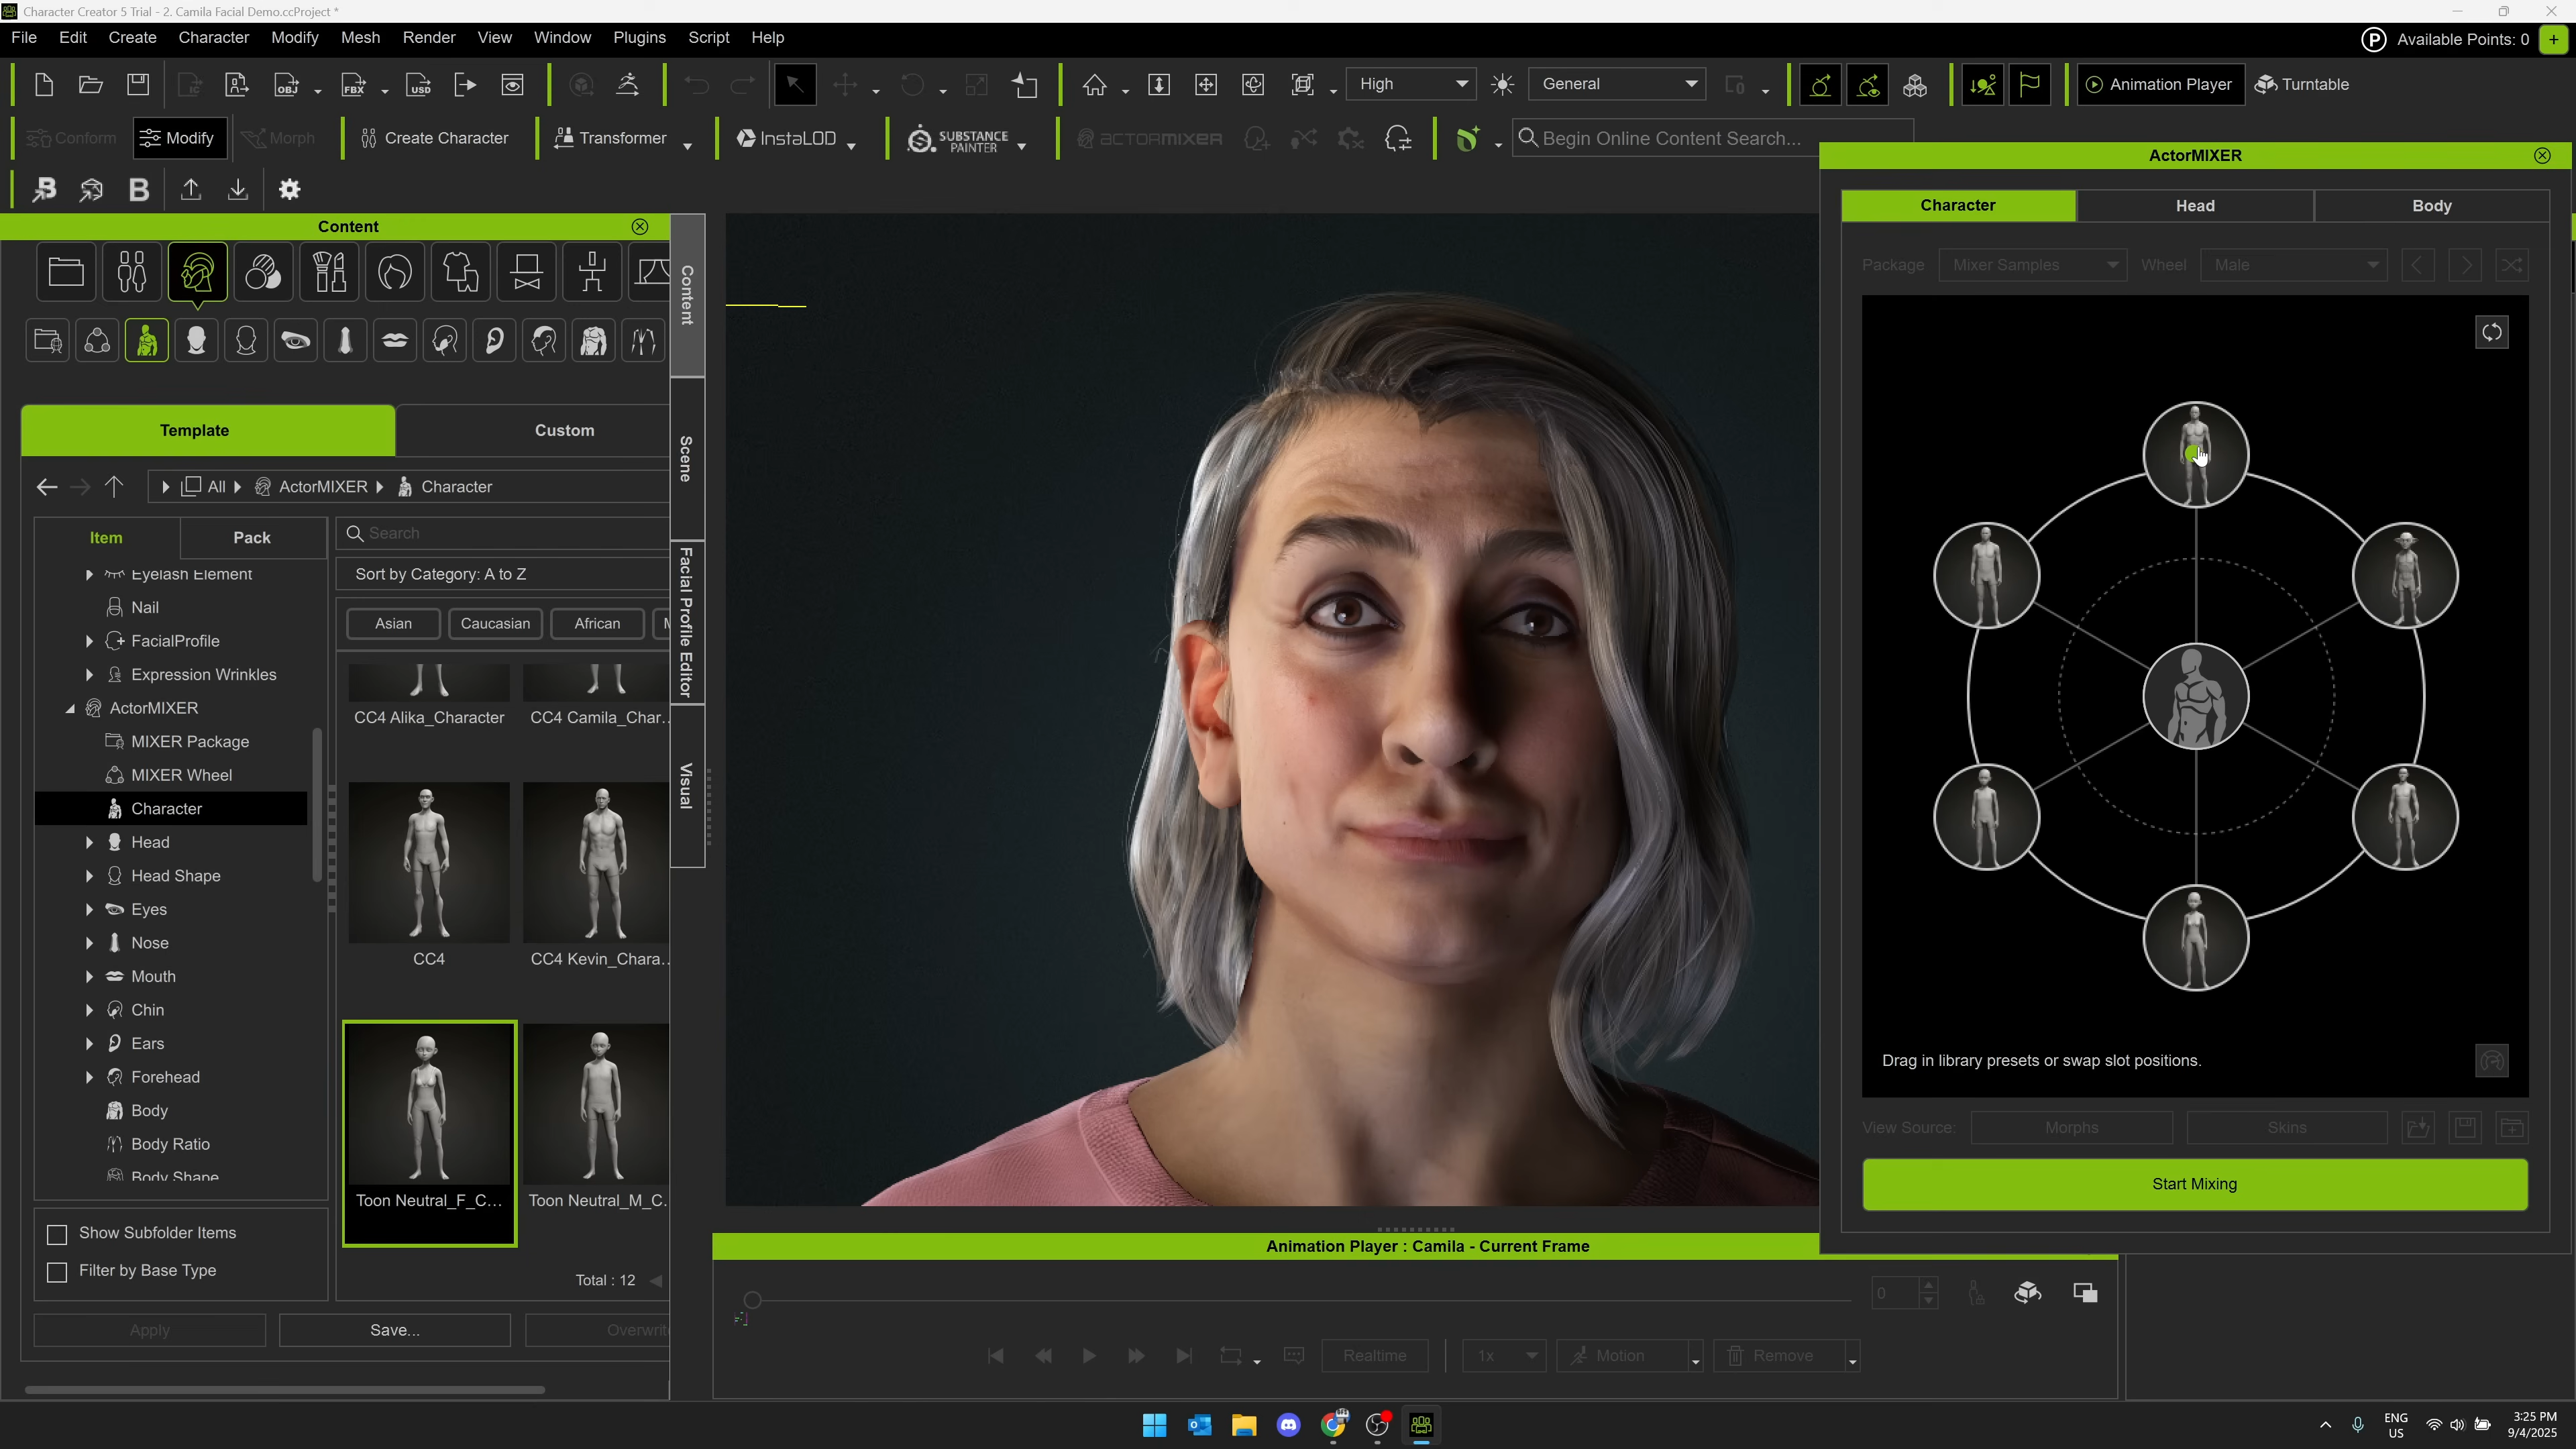 Character Creator 5 Trial - 2. Camila Facial Demo.ccProject *
File Edit Create Character Modify Mesh Render View Window Plugins Script Help
P Available Points: 0 +
IC OBJ FBX USD High General Animation Player Turntable
Conform Modify Morph Create Character Transformer InstaLOD SUBSTANCE PAINTER ACTORMIXER Begin Online Content Search...
B B
ActorMIXER
Character Head Body
Package Mixer Samples Wheel Male
Drag in library presets or swap slot positions.
View Source: Morphs Skins
Start Mixing
Content
Template Custom
All ActorMIXER Character
Item Pack
Search
Sort by Category: A to Z
Asian Caucasian African
Eyelash Element
Nail
FacialProfile
Expression Wrinkles
ActorMIXER
MIXER Package
MIXER Wheel
Character
Head
Head Shape
Eyes
Nose
Mouth
Chin
Ears
Forehead
Body
Body Ratio
Body Shape
CC4 Alika_Character CC4 Camila_Char...
CC4 CC4 Kevin_Chara...
Toon Neutral_F_C... Toon Neutral_M_C...
Total : 12
Show Subfolder Items
Filter by Base Type
Apply Save... Overwrit
Content
Scene
Facial Profile Editor
Visual
Animation Player : Camila - Current Frame
0
Realtime 1x Motion Remove
ENG
US
3:25 PM
9/4/2025